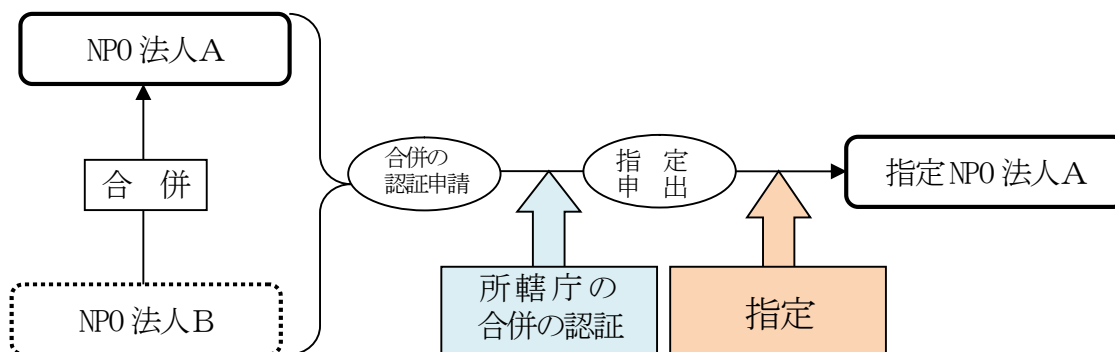 NPO法人A
合 併
NPO法人B
合併の
認証申請
指 定
申 出
指定NPO法人A
所轄庁の
合併の認証
指定